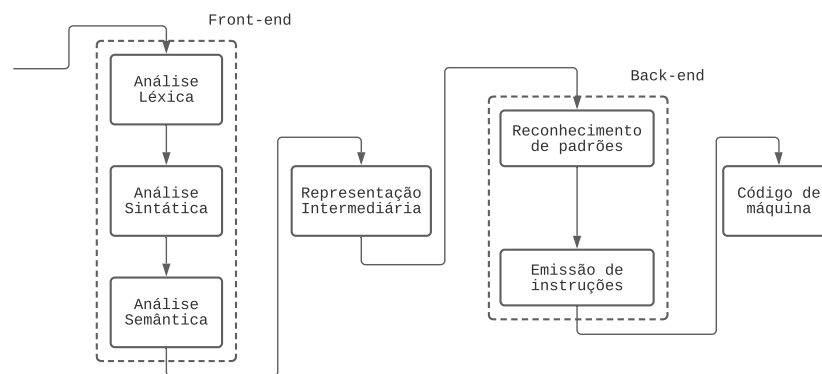 Front-end
Análise
Léxica
Análise
Sintática
Análise
Semântica
Representação
Intermediária
Back-end
Reconhecimento
de padrões
Emissão de
instruções
Código de
máquina